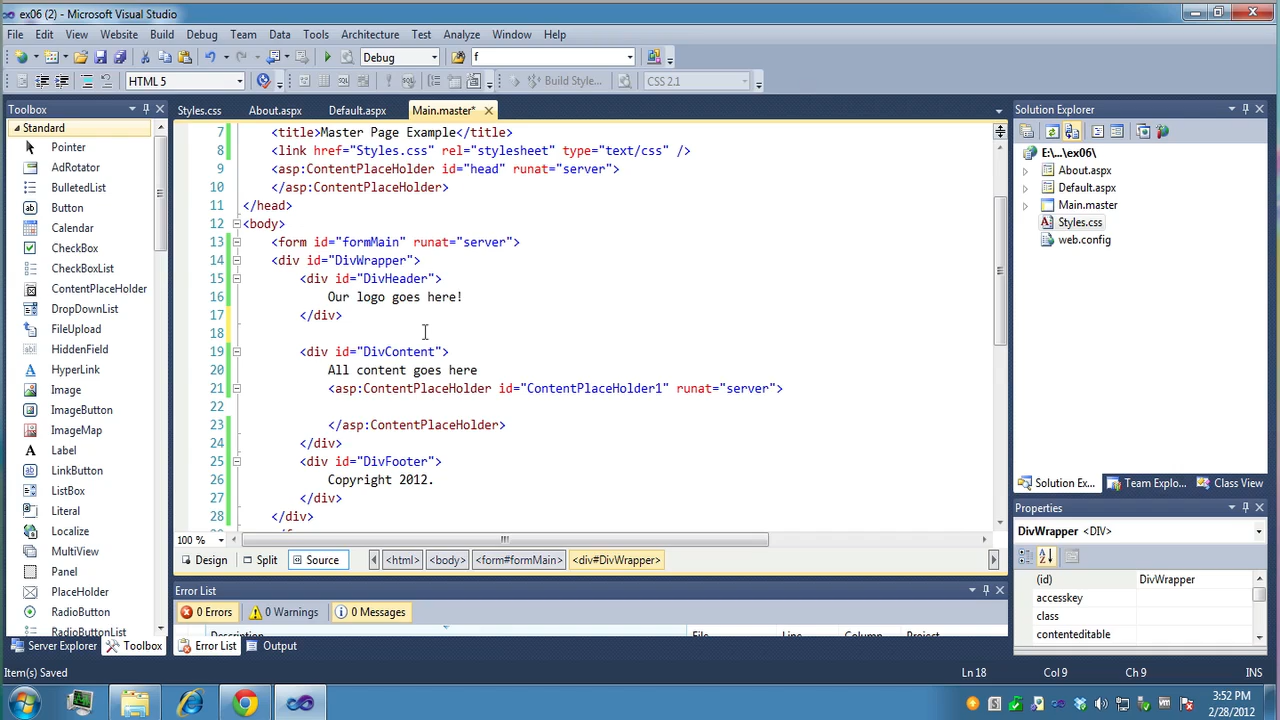 ex06 (2) - Microsoft Visual Studio
File Edit View Website Build Debug Team Data Tools Architecture Test Analyze Window Help
Debug f
HTML 5 Build Style... CSS 2.1
Toolbox
Standard
Pointer
AdRotator
BulletedList
Button
Calendar
CheckBox
CheckBoxList
ContentPlaceHolder
DropDownList
FileUpload
HiddenField
HyperLink
Image
ImageButton
ImageMap
Label
LinkButton
ListBox
Literal
Localize
MultiView
Panel
PlaceHolder
RadioButton
RadioButtonList
Server Explorer Toolbox
Styles.css About.aspx Default.aspx Main.master*
7 <title>Master Page Example</title>
8 <link href="Styles.css" rel="stylesheet" type="text/css" />
9 <asp:ContentPlaceHolder id="head" runat="server">
10 </asp:ContentPlaceHolder>
11 </head>
12 <body>
13 <form id="formMain" runat="server">
14 <div id="DivWrapper">
15 <div id="DivHeader">
16 Our logo goes here!
17 </div>
18
19 <div id="DivContent">
20 All content goes here
21 <asp:ContentPlaceHolder id="ContentPlaceHolder1" runat="server">
22
23 </asp:ContentPlaceHolder>
24 </div>
25 <div id="DivFooter">
26 Copyright 2012.
27 </div>
28 </div>
100 %
Design Split Source <html> <body> <form#formMain> <div#DivWrapper>
Error List
0 Errors 0 Warnings 0 Messages
Description File Line Column Project
Error List Output
Solution Explorer
E:\...\ex06\
About.aspx
Default.aspx
Main.master
Styles.css
web.config
Solution Ex... Team Explo... Class View
Properties
DivWrapper <DIV>
(id) DivWrapper
accesskey
class
contenteditable
Item(s) Saved Ln 18 Col 9 Ch 9 INS
3:52 PM
2/28/2012